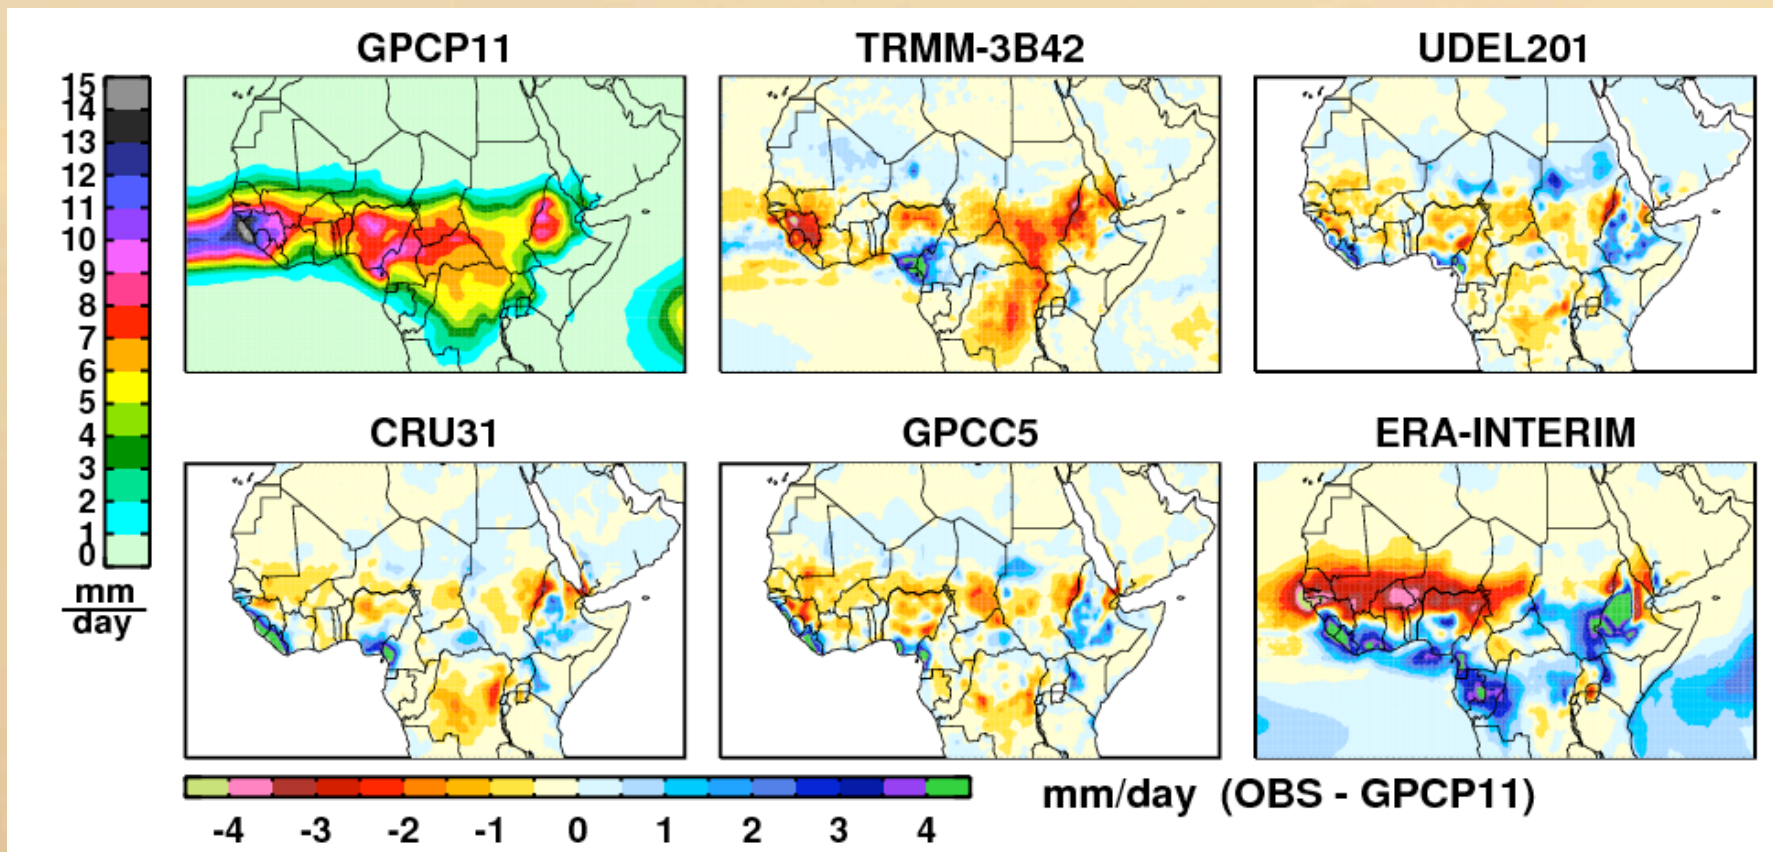 GPCP11
TRMM-3B42
UDEL201
15
14
13
12
11
10
9
8
7
6
5
4
3
2
1
0
mm
day
CRU31
GPCC5
ERA-INTERIM
-4 -3 -2 -1 0 1 2 3 4
mm/day (OBS - GPCP11)